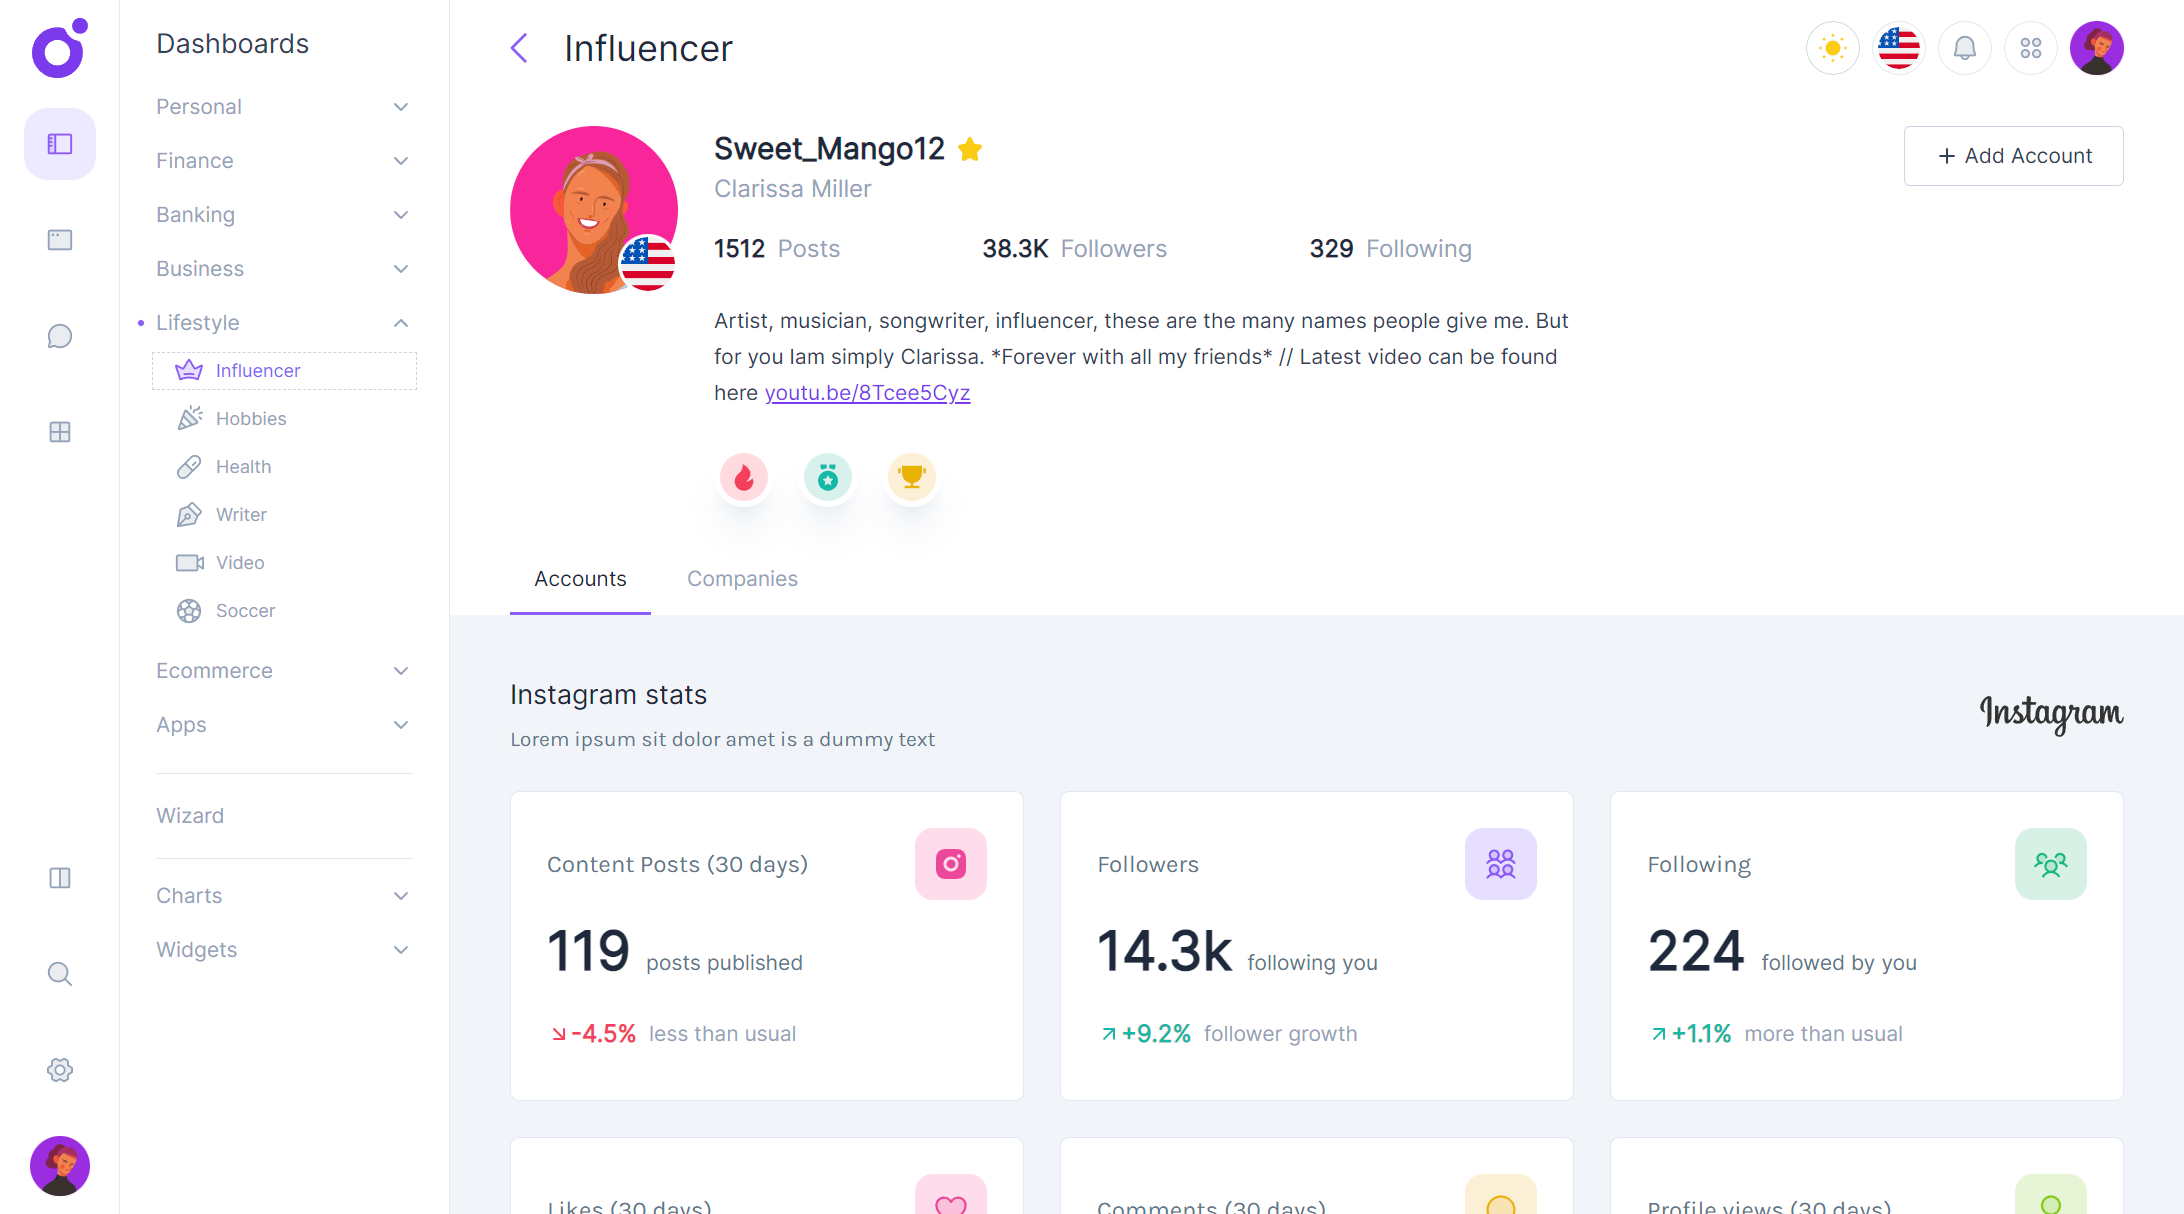 Dashboards
Personal
Finance
Banking
Business
Lifestyle
Influencer
Hobbies
Health
Writer
Video
Soccer
Ecommerce
Apps
Wizard
Charts
Widgets
Influencer
Sweet_Mango12
Clarissa Miller
+ Add Account
1512 Posts 38.3K Followers 329 Following
Artist, musician, songwriter, influencer, these are the many names people give me. But
for you Iam simply Clarissa. *Forever with all my friends* // Latest video can be found
here youtu.be/8Tcee5Cyz
Accounts Companies
Instagram stats
Lorem ipsum sit dolor amet is a dummy text
Instagram
Content Posts (30 days)
119 posts published
-4.5% less than usual
Followers
14.3k following you
+9.2% follower growth
Following
224 followed by you
+1.1% more than usual
Likes (30 days)
Comments (30 days)
Profile views (30 days)